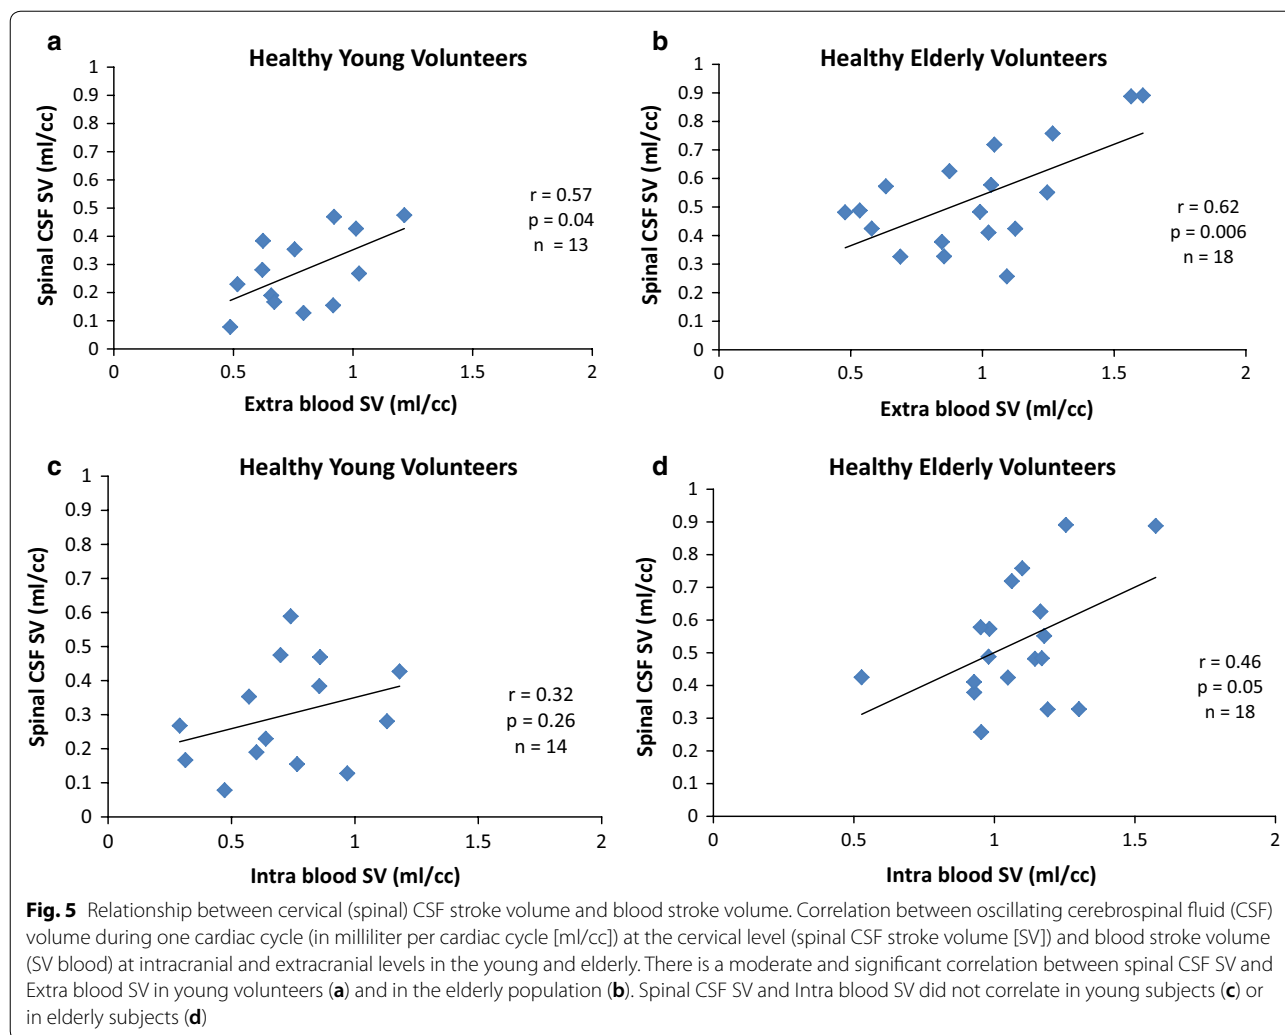 a
Healthy Young Volunteers
1
0.9
0.8
0.7
0.6
0.5
0.4
0.3
0.2
0.1
0
Spinal CSF SV (ml/cc)
r = 0.57
p = 0.04
n = 13
0 0.5 1 1.5 2
Extra blood SV (ml/cc)
b
Healthy Elderly Volunteers
1
0.9
0.8
0.7
0.6
0.5
0.4
0.3
0.2
0.1
0
Spinal CSF SV (ml/cc)
r = 0.62
p = 0.006
n = 18
0 0.5 1 1.5 2
Extra blood SV (ml/cc)
c
Healthy Young Volunteers
1
0.9
0.8
0.7
0.6
0.5
0.4
0.3
0.2
0.1
0
Spinal CSF SV (ml/cc)
r = 0.32
p = 0.26
n = 14
0 0.5 1 1.5 2
Intra blood SV (ml/cc)
d
Healthy Elderly Volunteers
1
0.9
0.8
0.7
0.6
0.5
0.4
0.3
0.2
0.1
0
Spinal CSF SV (ml/cc)
r = 0.46
p = 0.05
n = 18
0 0.5 1 1.5 2
Intra blood SV (ml/cc)
Fig. 5 Relationship between cervical (spinal) CSF stroke volume and blood stroke volume. Correlation between oscillating cerebrospinal fluid (CSF)
volume during one cardiac cycle (in milliliter per cardiac cycle [ml/cc]) at the cervical level (spinal CSF stroke volume [SV]) and blood stroke volume
(SV blood) at intracranial and extracranial levels in the young and elderly. There is a moderate and significant correlation between spinal CSF SV and
Extra blood SV in young volunteers (a) and in the elderly population (b). Spinal CSF SV and Intra blood SV did not correlate in young subjects (c) or
in elderly subjects (d)